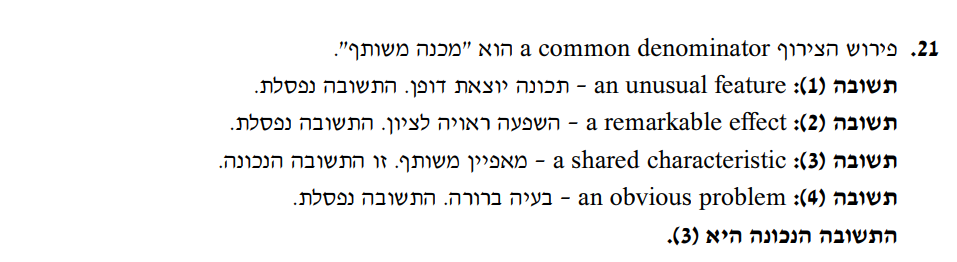 21. פירוש הצירוף a common denominator הוא "מכנה משותף".
תשובה (1): an unusual feature – תכונה יוצאת דופן. התשובה נפסלת.
תשובה (2): a remarkable effect – השפעה ראויה לציון. התשובה נפסלת.
תשובה (3): a shared characteristic – מאפיין משותף. זו התשובה הנכונה.
תשובה (4): an obvious problem – בעיה ברורה. התשובה נפסלת.
התשובה הנכונה היא (3).